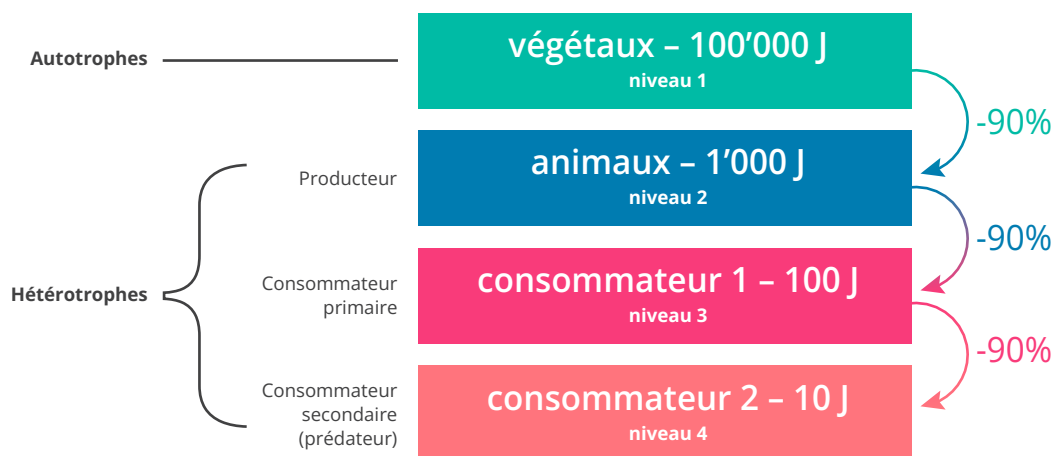 Autotrophes
végétaux – 100’000 J
niveau 1
-90%
Producteur
animaux – 1’000 J
niveau 2
-90%
Hétérotrophes
Consommateur
primaire
consommateur 1 – 100 J
niveau 3
-90%
Consommateur
secondaire
(prédateur)
consommateur 2 – 10 J
niveau 4